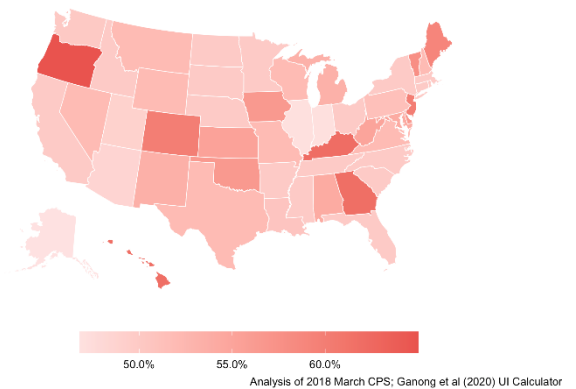 50.0% 55.0% 60.0%
Analysis of 2018 March CPS; Ganong et al (2020) UI Calculator